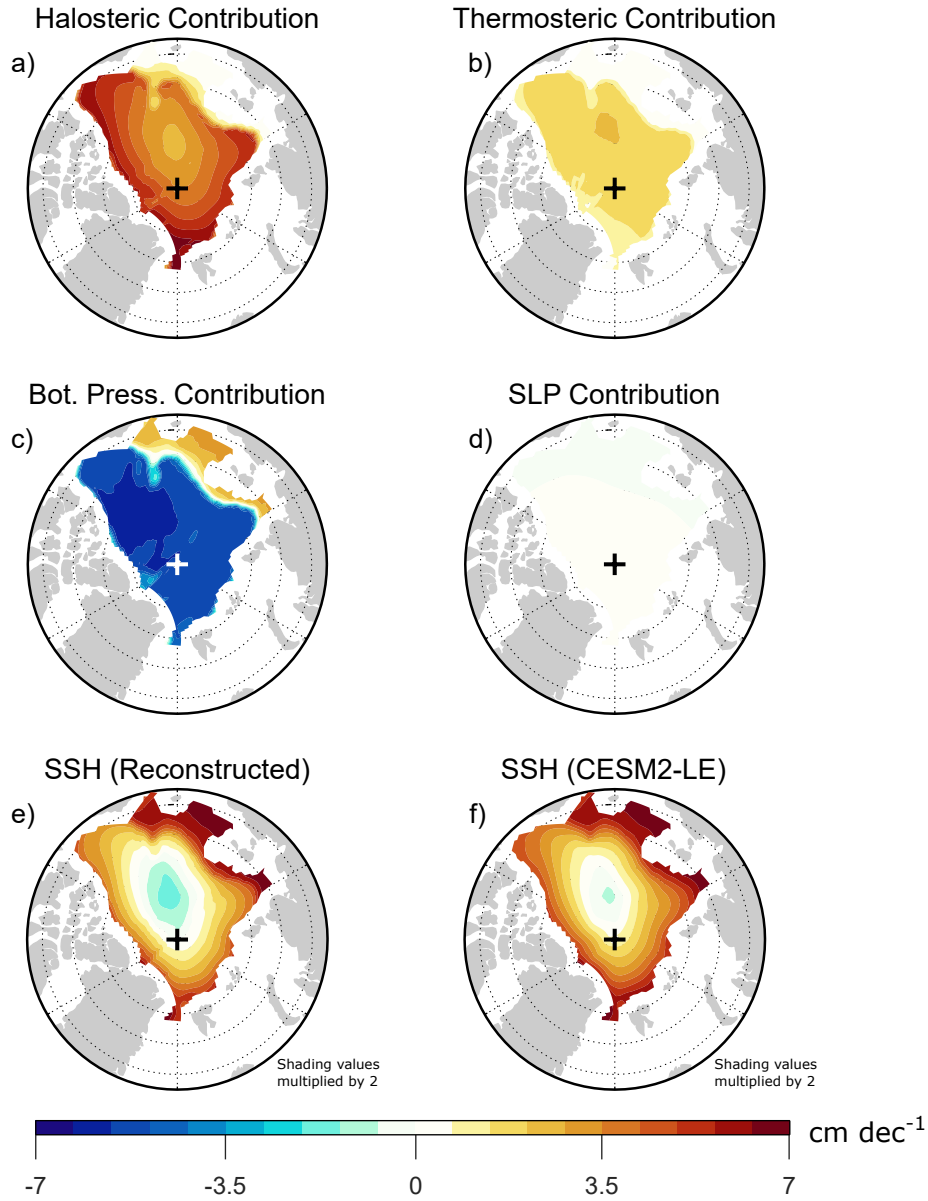 Halosteric Contribution
Thermosteric Contribution
a)
b)
Bot. Press. Contribution
SLP Contribution
c)
d)
SSH (Reconstructed)
SSH (CESM2-LE)
e)
f)
Shading values
multiplied by 2
Shading values
multiplied by 2
cm dec⁻¹
-7 -3.5 0 3.5 7